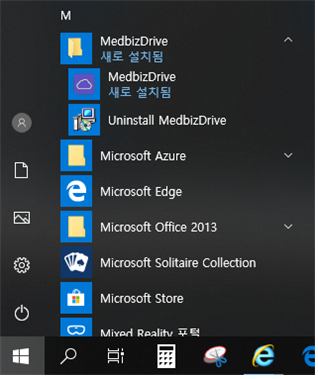 M
MedbizDrive
새로 설치됨
MedbizDrive
새로 설치됨
Uninstall MedbizDrive
Microsoft Azure
Microsoft Edge
Microsoft Office 2013
Microsoft Solitaire Collection
Microsoft Store
Mixed Reality 포털